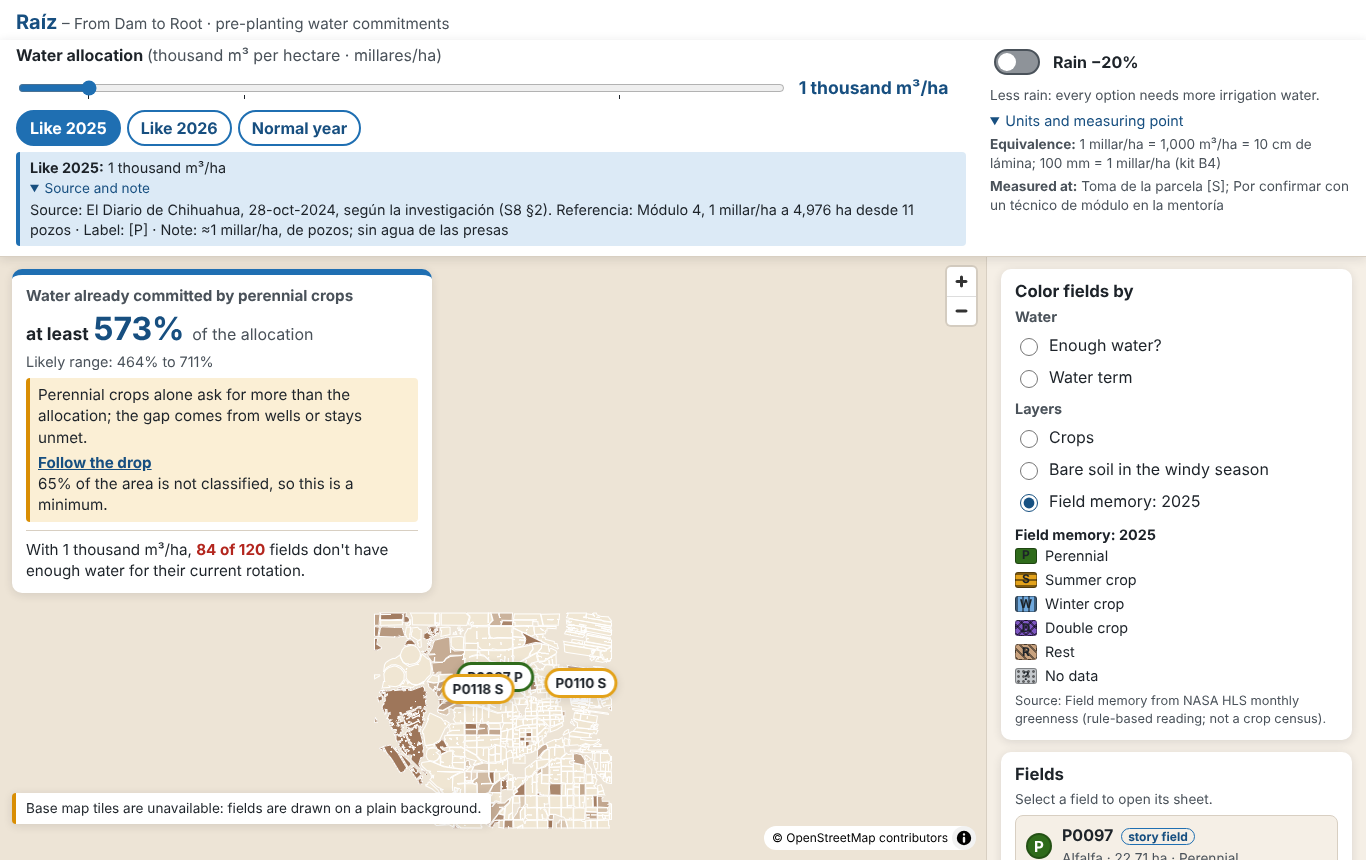 Raíz – From Dam to Root · pre-planting water commitments
Water allocation (thousand m³ per hectare · millares/ha)
1 thousand m³/ha
Like 2025
Like 2026
Normal year
Like 2025: 1 thousand m³/ha
▼ Source and note
Source: El Diario de Chihuahua, 28-oct-2024, según la investigación (S8 §2). Referencia: Módulo 4, 1 millar/ha a 4,976 ha desde 11
pozos · Label: [P] · Note: ≈1 millar/ha, de pozos; sin agua de las presas
Rain −20%
Less rain: every option needs more irrigation water.
▼ Units and measuring point
Equivalence: 1 millar/ha = 1,000 m³/ha = 10 cm de
lámina; 100 mm = 1 millar/ha (kit B4)
Measured at: Toma de la parcela [S]; Por confirmar con
un técnico de módulo en la mentoría
Water already committed by perennial crops
at least 573% of the allocation
Likely range: 464% to 711%
Perennial crops alone ask for more than the
allocation; the gap comes from wells or stays
unmet.
Follow the drop
65% of the area is not classified, so this is a
minimum.
With 1 thousand m³/ha, 84 of 120 fields don't have
enough water for their current rotation.
+
−
P
P0118 S
P0110 S
Base map tiles are unavailable: fields are drawn on a plain background.
© OpenStreetMap contributors
Color fields by
Water
Enough water?
Water term
Layers
Crops
Bare soil in the windy season
Field memory: 2025
Field memory: 2025
P Perennial
S Summer crop
W Winter crop
Double crop
R Rest
? No data
Source: Field memory from NASA HLS monthly
greenness (rule-based reading; not a crop census).
Fields
Select a field to open its sheet.
P
P0097 story field
Alfalfa · 22.71 ha · Perennial